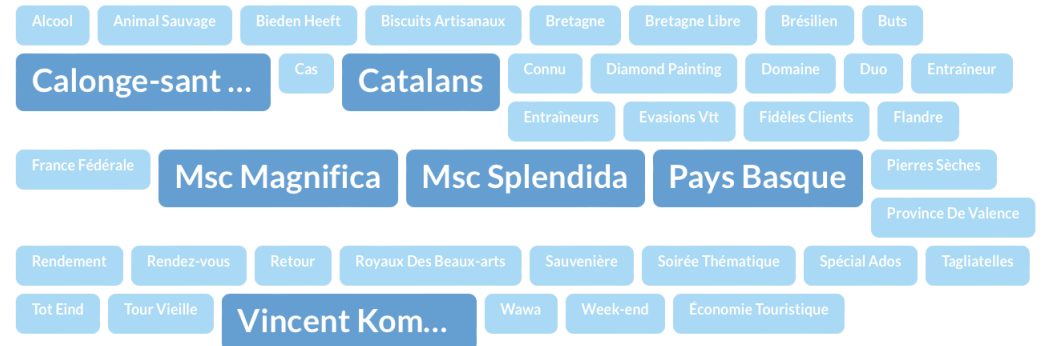 Alcool Animal Sauvage Bieden Heeft Biscuits Artisanaux Bretagne Bretagne Libre Brésilien Buts
Calonge-sant ... Cas Catalans Connu Diamond Painting Domaine Duo Entraîneur
Entraîneurs Evasions Vtt Fidèles Clients Flandre
France Fédérale Msc Magnifica Msc Splendida Pays Basque Pierres Sèches
Province De Valence
Rendement Rendez-vous Retour Royaux Des Beaux-arts Sauvenière Soirée Thématique Spécial Ados Tagliatelles
Tot Eind Tour Vieille Vincent Kom... Wawa Week-end Économie Touristique